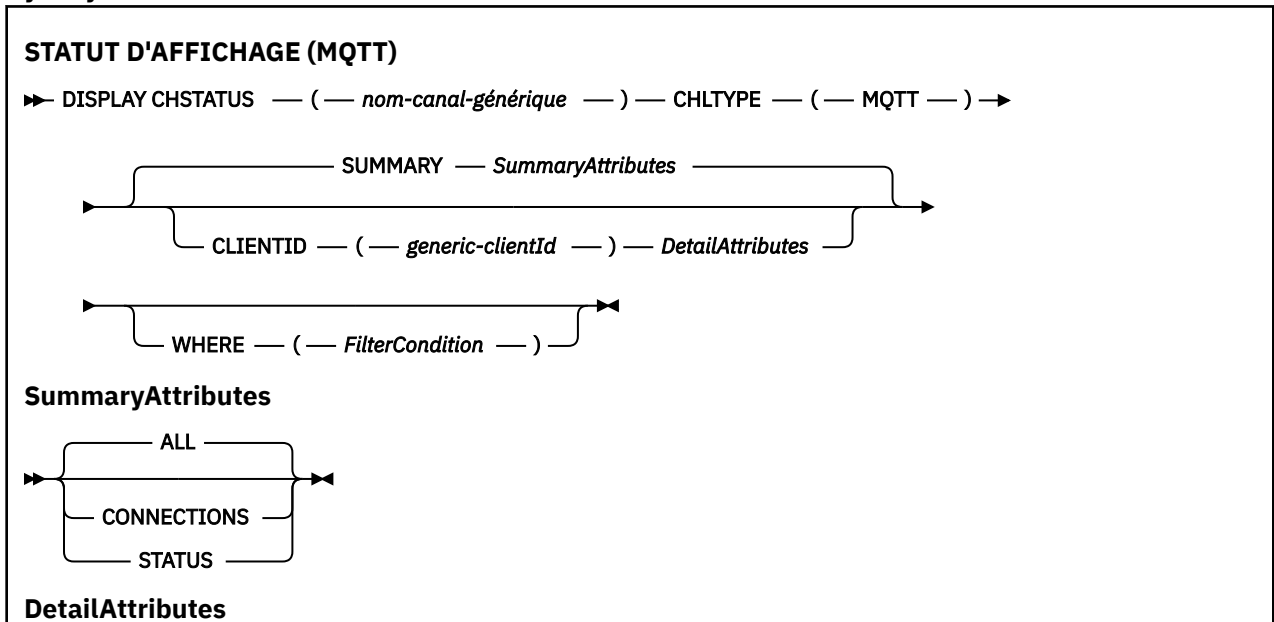 STATUT D'AFFICHAGE (MQTT)
DISPLAY CHSTATUS ( nom-canal-générique ) CHLTYPE ( MQTT )
SUMMARY SummaryAttributes
CLIENTID ( generic-clientId ) DetailAttributes
WHERE ( FilterCondition )
SummaryAttributes
ALL
CONNECTIONS
STATUS
DetailAttributes